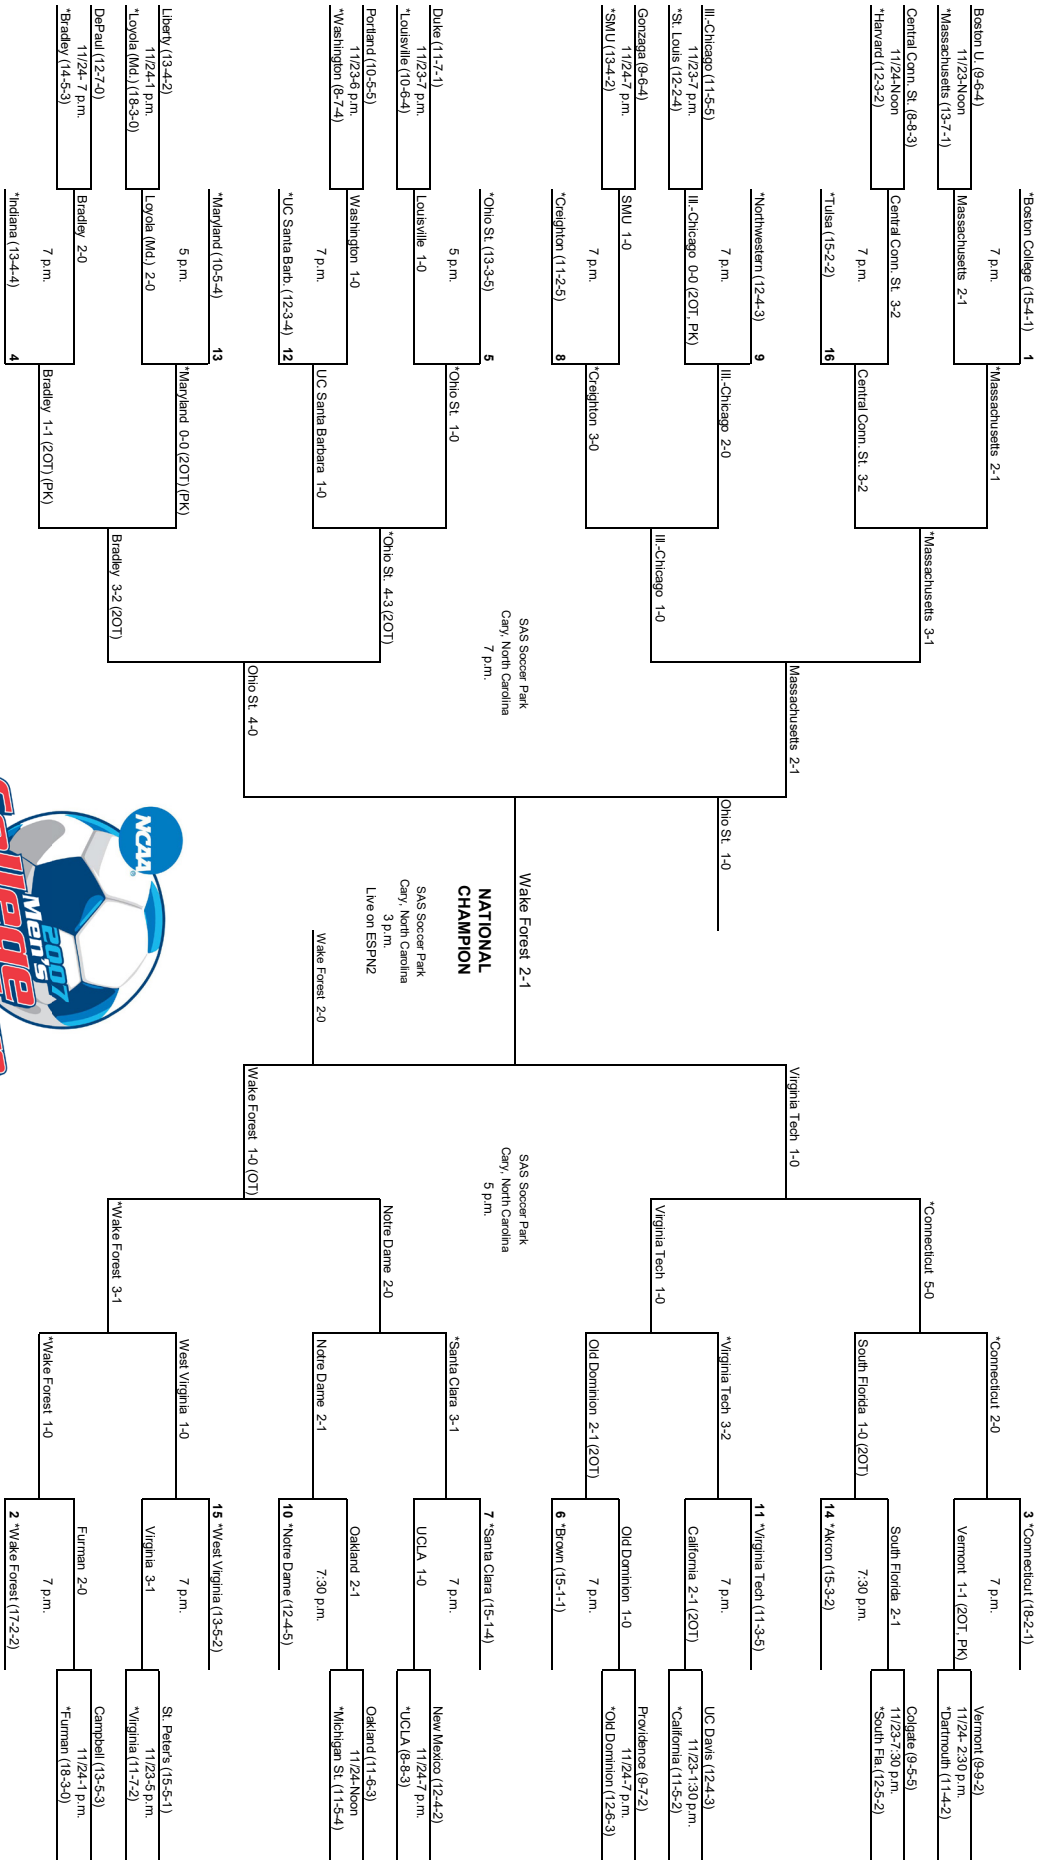 Boston U. (9-6-4)
11/23-Noon
*Massachusetts (13-7-1)
Central Conn. St. (8-8-3)
11/24-Noon
*Harvard (12-3-2)
Ill.-Chicago (11-5-5)
11/23-7 p.m.
*St. Louis (12-2-4)
Gonzaga (9-6-4)
11/24-7 p.m.
*SMU (13-4-2)
Duke (11-7-1)
11/23-7 p.m.
*Louisville (10-6-4)
Portland (10-5-5)
11/23-6 p.m.
*Washington (8-7-4)
Liberty (13-4-2)
11/24-1 p.m.
*Loyola (Md.) (18-3-0)
DePaul (12-7-0)
11/24- 7 p.m.
*Bradley (14-5-3)
*Boston College (15-4-1) 1
7 p.m.
Massachusetts 2-1
Central Conn. St. 3-2
7 p.m.
*Tulsa (15-2-2) 16
*Northwestern (12-4-3) 9
7 p.m.
Ill.-Chicago 0-0 (2OT, PK)
SMU 1-0
7 p.m.
*Creighton (11-2-5) 8
*Ohio St. (13-3-5) 5
5 p.m.
Louisville 1-0
Washington 1-0
7 p.m.
*UC Santa Barb. (12-3-4) 12
*Maryland (10-5-4) 13
5 p.m.
Loyola (Md.) 2-0
Bradley 2-0
7 p.m.
*Indiana (13-4-4) 4
*Massachusetts 2-1
Central Conn. St. 3-2
Ill.-Chicago 2-0
*Creighton 3-0
*Ohio St. 1-0
UC Santa Barbara 1-0
*Maryland 0-0 (2OT) (PK)
Bradley 1-1 (2OT) (PK)
*Massachusetts 3-1
Ill.-Chicago 1-0
*Ohio St. 4-3 (2OT)
Bradley 3-2 (2OT)
SAS Soccer Park
Cary, North Carolina
7 p.m.
Massachusetts 2-1
Ohio St. 4-0
Ohio St. 1-0
Wake Forest 2-1
NATIONAL
CHAMPION
SAS Soccer Park
Cary, North Carolina
3 p.m.
Live on ESPN2
Wake Forest 2-0
NCAA®
2007
Men's
College
Virginia Tech 1-0
Wake Forest 1-0 (OT)
SAS Soccer Park
Cary, North Carolina
5 p.m.
*Connecticut 5-0
Virginia Tech 1-0
Notre Dame 2-0
*Wake Forest 3-1
*Connecticut 2-0
South Florida 1-0 (2OT)
*Virginia Tech 3-2
Old Dominion 2-1 (2OT)
*Santa Clara 3-1
Notre Dame 2-1
West Virginia 1-0
*Wake Forest 1-0
3 *Connecticut (18-2-1)
7 p.m.
Vermont 1-1 (2OT, PK)
South Florida 2-1
7:30 p.m.
14 *Akron (15-3-2)
11 *Virginia Tech (11-3-5)
7 p.m.
California 2-1 (2OT)
Old Dominion 1-0
7 p.m.
6 *Brown (15-1-1)
7 *Santa Clara (15-1-4)
7 p.m.
UCLA 1-0
Oakland 2-1
7:30 p.m.
10 *Notre Dame (12-4-5)
15 *West Virginia (13-5-2)
7 p.m.
Virginia 3-1
Furman 2-0
7 p.m.
2 *Wake Forest (17-2-2)
Vermont (9-9-2)
11/24- 2:30 p.m.
*Dartmouth (11-4-2)
Colgate (9-5-5)
11/23-7:30 p.m.
*South Fla.(12-5-2)
UC Davis (12-4-3)
11/23-1:30 p.m.
*California (11-5-2)
Providence (9-7-2)
11/24-7 p.m.
*Old Dominion (12-6-3)
New Mexico (12-4-2)
11/24-7 p.m.
*UCLA (8-8-3)
Oakland (11-6-3)
11/24-Noon
*Michigan St. (11-5-4)
St. Peter's (15-5-1)
11/23-5 p.m.
*Virginia (11-7-2)
Campbell (13-5-3)
11/24-1 p.m.
*Furman (18-3-0)